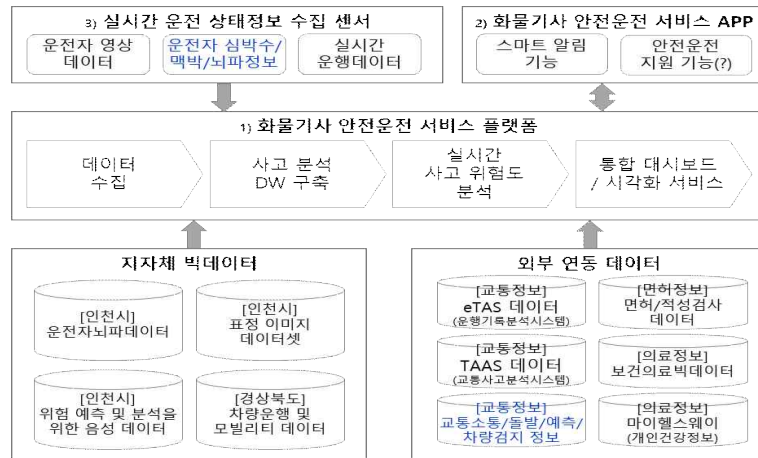 3) 실시간 운전 상태정보 수집 센서
운전자 영상
데이터
운전자 심박수/
맥박/뇌파정보
실시간
운행데이터
2) 화물기사 안전운전 서비스 APP
스마트 알림
기능
안전운전
지원 기능(?)
1) 화물기사 안전운전 서비스 플랫폼
데이터
수집
사고 분석
DW 구축
실시간
사고 위험도
분석
통합 대시보드
/ 시각화 서비스
지자체 빅데이터
[인천시]
운전자뇌파데이터
[인천시]
표정 이미지
데이터셋
[인천시]
위험 예측 및 분석을
위한 음성 데이터
[경상북도]
차량운행 및
모빌리티 데이터
외부 연동 데이터
[교통정보]
eTAS 데이터
(운행기록분석시스템)
[면허정보]
면허/적성검사
데이터
[교통정보]
TAAS 데이터
(교통사고분석시스템)
[의료정보]
보건의료빅데이터
[교통정보]
교통소통/돌발/예측/
차량검지 정보
[의료정보]
마이헬스웨이
(개인건강정보)